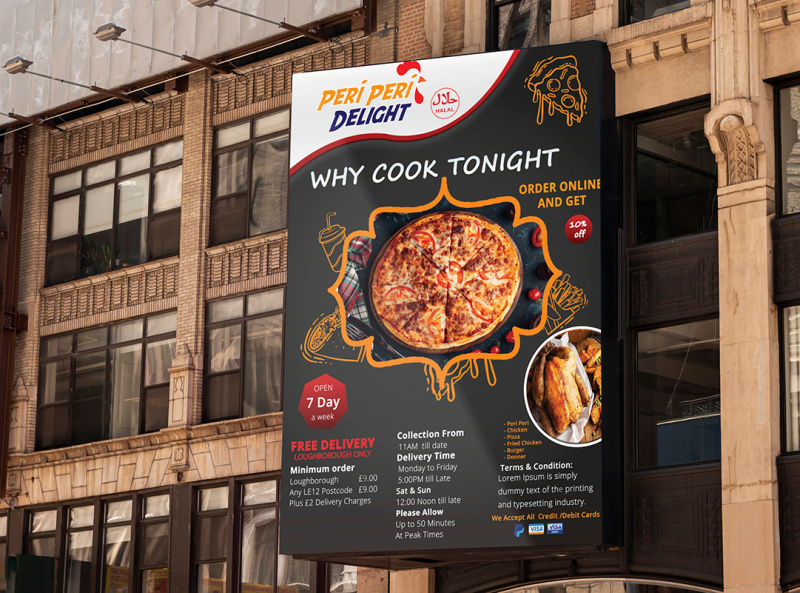 PERI PERI
DELIGHT
حلال
HALAL
WHY COOK TONIGHT
ORDER ONLINE
AND GET
10%
off
OPEN
7 Day
a week
FREE DELIVERY
LOUGHBOROUGH ONLY
Minimum order
Loughborough £9.00
Any LE12 Postcode £9.00
Plus £2 Delivery Charges
Collection From
11AM till date
Delivery Time
Monday to Friday
5:00PM till Late
Sat & Sun
12:00 Noon till late
Please Allow
Up to 50 Minutes
At Peak Times
- Peri Peri
- Chicken
- Pizza
- Fried Chicken
- Burger
- Donner
Terms & Condition:
Lorem Ipsum is simply
dummy text of the printing
and typesetting industry.
We Accept All Credit /Debit Cards
VISA
VISA